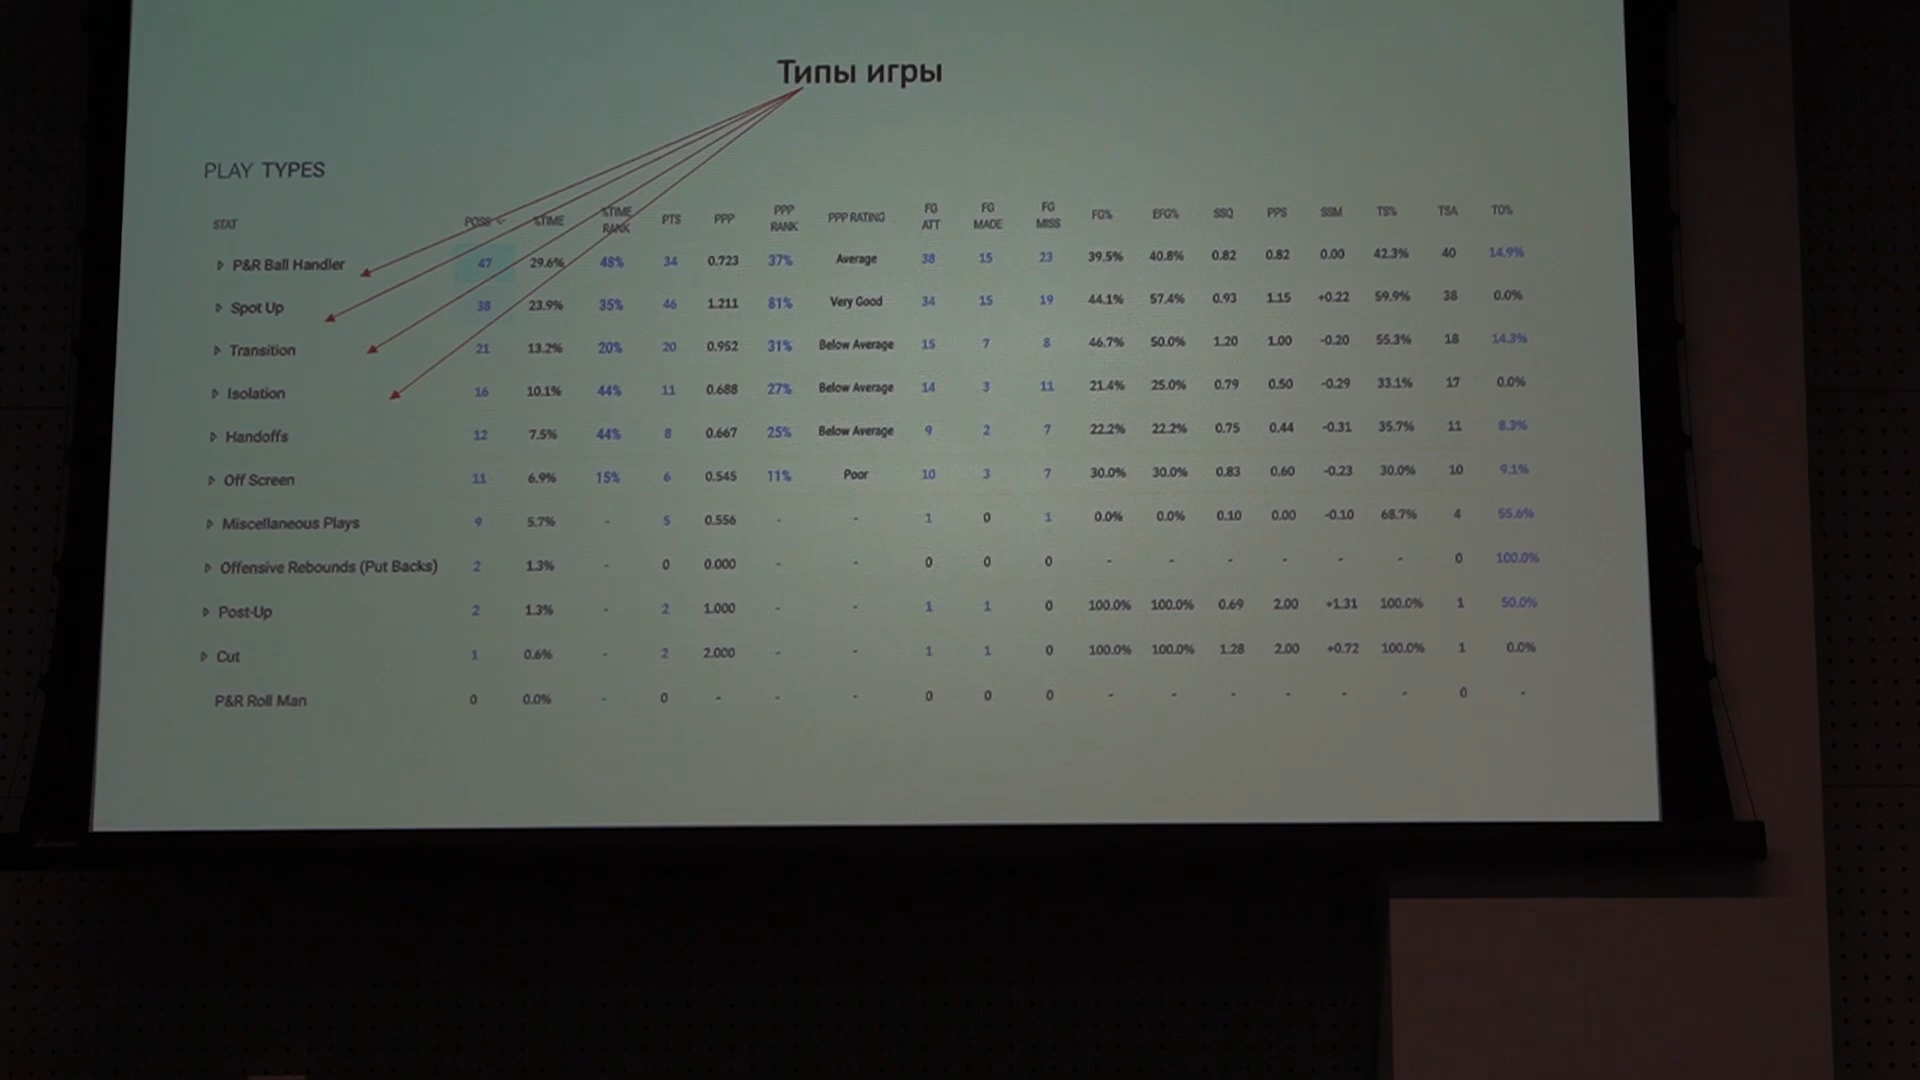 Типы игры
PLAY TYPES
STAT POSS %TIME %TIME RANK PTS PPP PPP RANK PPP RATING FG ATT FG MADE FG MISS FG% EFG% SSQ PPS SSM TS% TSA TO%
P&R Ball Handler 47 29.6% 48% 34 0.723 37% Average 38 15 23 39.5% 40.8% 0.82 0.82 0.00 42.3% 40 14.9%
Spot Up 38 23.9% 35% 46 1.211 81% Very Good 34 15 19 44.1% 57.4% 0.93 1.15 +0.22 59.9% 38 0.0%
Transition 21 13.2% 20% 20 0.952 31% Below Average 15 7 8 46.7% 50.0% 1.20 1.00 -0.20 55.3% 18 14.3%
Isolation 16 10.1% 44% 11 0.688 27% Below Average 14 3 11 21.4% 25.0% 0.79 0.50 -0.29 33.1% 17 0.0%
Handoffs 12 7.5% 44% 8 0.667 25% Below Average 9 2 7 22.2% 22.2% 0.75 0.44 -0.31 35.7% 11 8.3%
Off Screen 11 6.9% 15% 6 0.545 11% Poor 10 3 7 30.0% 30.0% 0.83 0.60 -0.23 30.0% 10 9.1%
Miscellaneous Plays 9 5.7% - 5 0.556 - - 1 0 1 0.0% 0.0% 0.10 0.00 -0.10 68.7% 4 55.6%
Offensive Rebounds (Put Backs) 2 1.3% - 0 0.000 - - 0 0 0 - - - - - - 0 100.0%
Post-Up 2 1.3% - 2 1.000 - - 1 1 0 100.0% 100.0% 0.69 2.00 +1.31 100.0% 1 50.0%
Cut 1 0.6% - 2 2.000 - - 1 1 0 100.0% 100.0% 1.28 2.00 +0.72 100.0% 1 0.0%
P&R Roll Man 0 0.0% - 0 - - - 0 0 0 - - - - - - 0 -